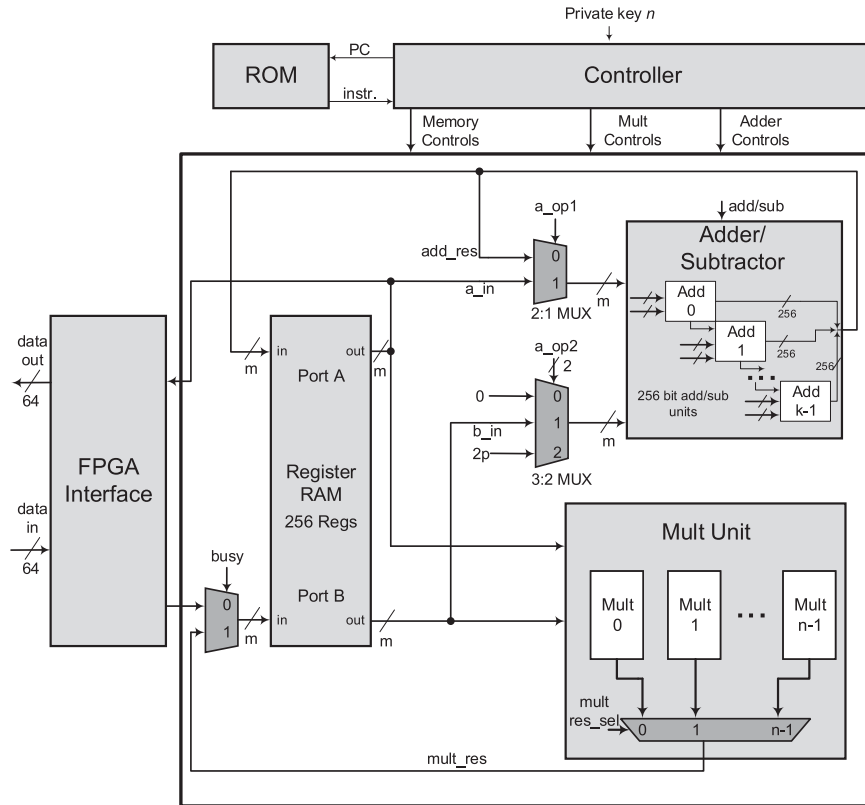 Private key n
ROM
PC
instr.
Controller
Memory
Controls
Mult
Controls
Adder
Controls
a_op1
add/sub
add_res
0
a_in
1
m
2:1 MUX
Adder/
Subtractor
Add
0
256
Add
1
256
256
...
Add
k-1
256 bit add/sub
units
data
out
64
FPGA
Interface
data
in
64
m
in
out
m
Port A
Register
RAM
256 Regs
Port B
in
out
m
a_op2
2
0
0
b_in
1
2p
2
m
3:2 MUX
busy
0
1
m
Mult Unit
Mult
0
Mult
1
...
Mult
n-1
mult
res_sel
0
1
n-1
mult_res